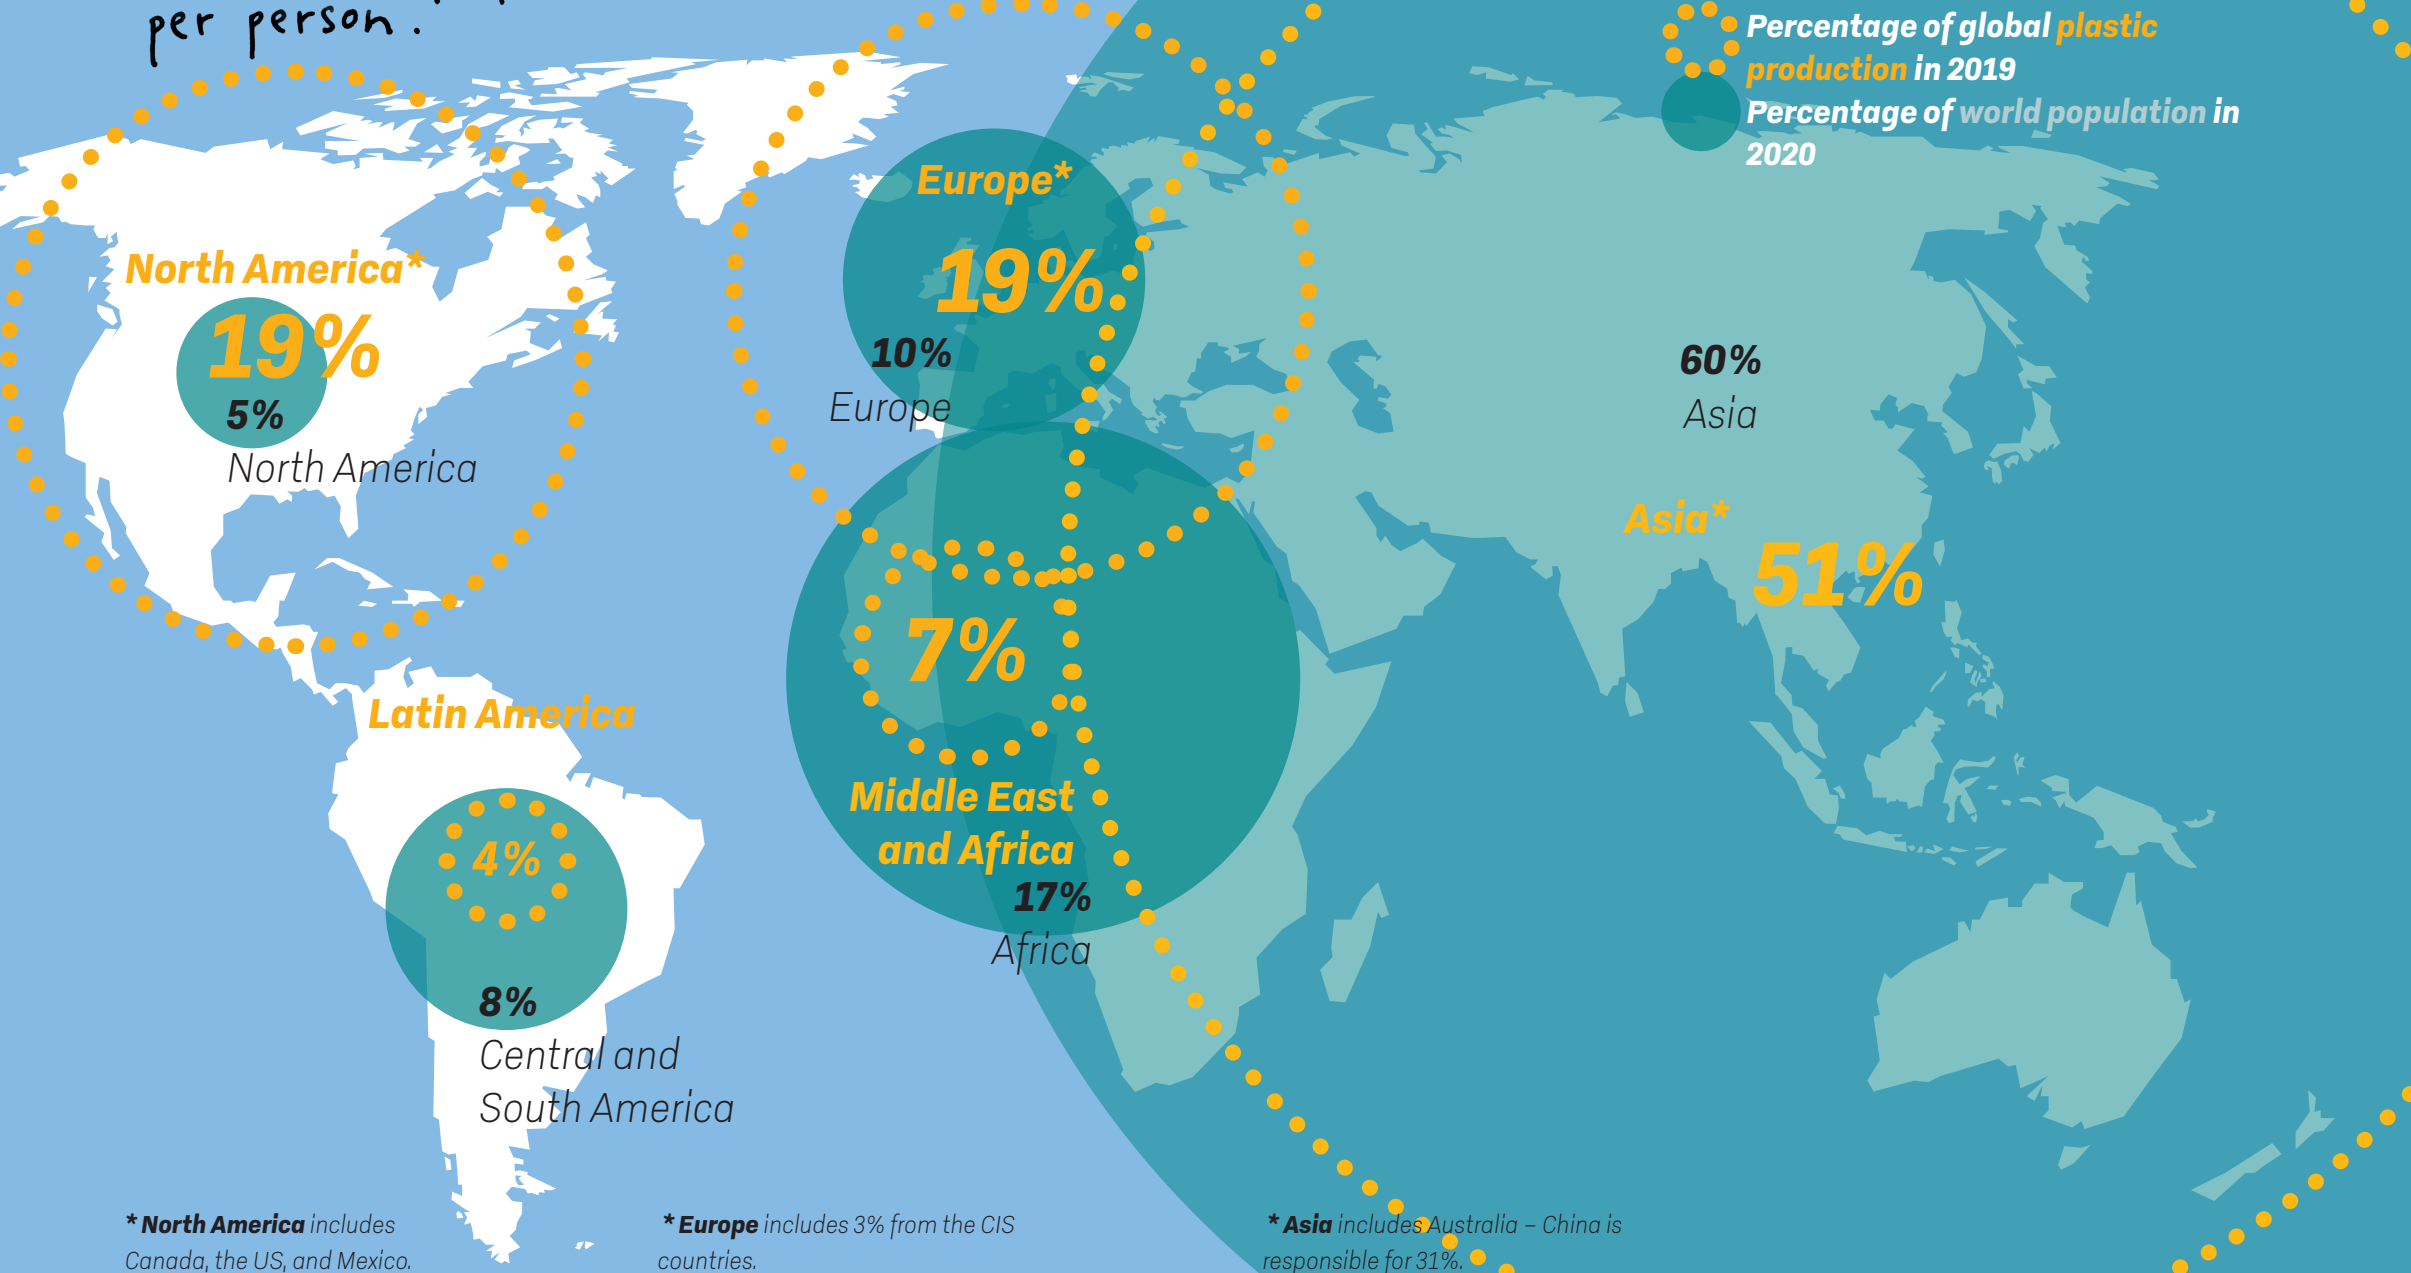 per person.
Percentage of global plastic
production in 2019
Percentage of world population in
2020
North America*
19%
5%
North America
Europe*
19%
10%
Europe
60%
Asia
Asia*
51%
7%
Middle East
and Africa
17%
Africa
Latin America
4%
8%
Central and
South America
* North America includes
Canada, the US, and Mexico.
* Europe includes 3% from the CIS
countries.
* Asia includes Australia – China is
responsible for 31%.